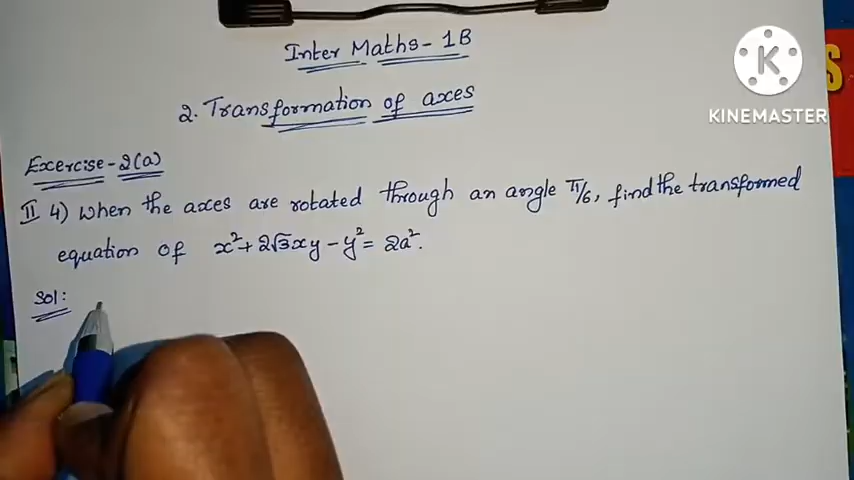 Inter Maths - 1B
K
KINEMASTER
S
2. Transformation of axes
Exercise - 2(a)
II 4) When the axes are rotated through an angle π/6, find the transformed
equation of x² + 2√3xy - y² = 2a².
Sol: